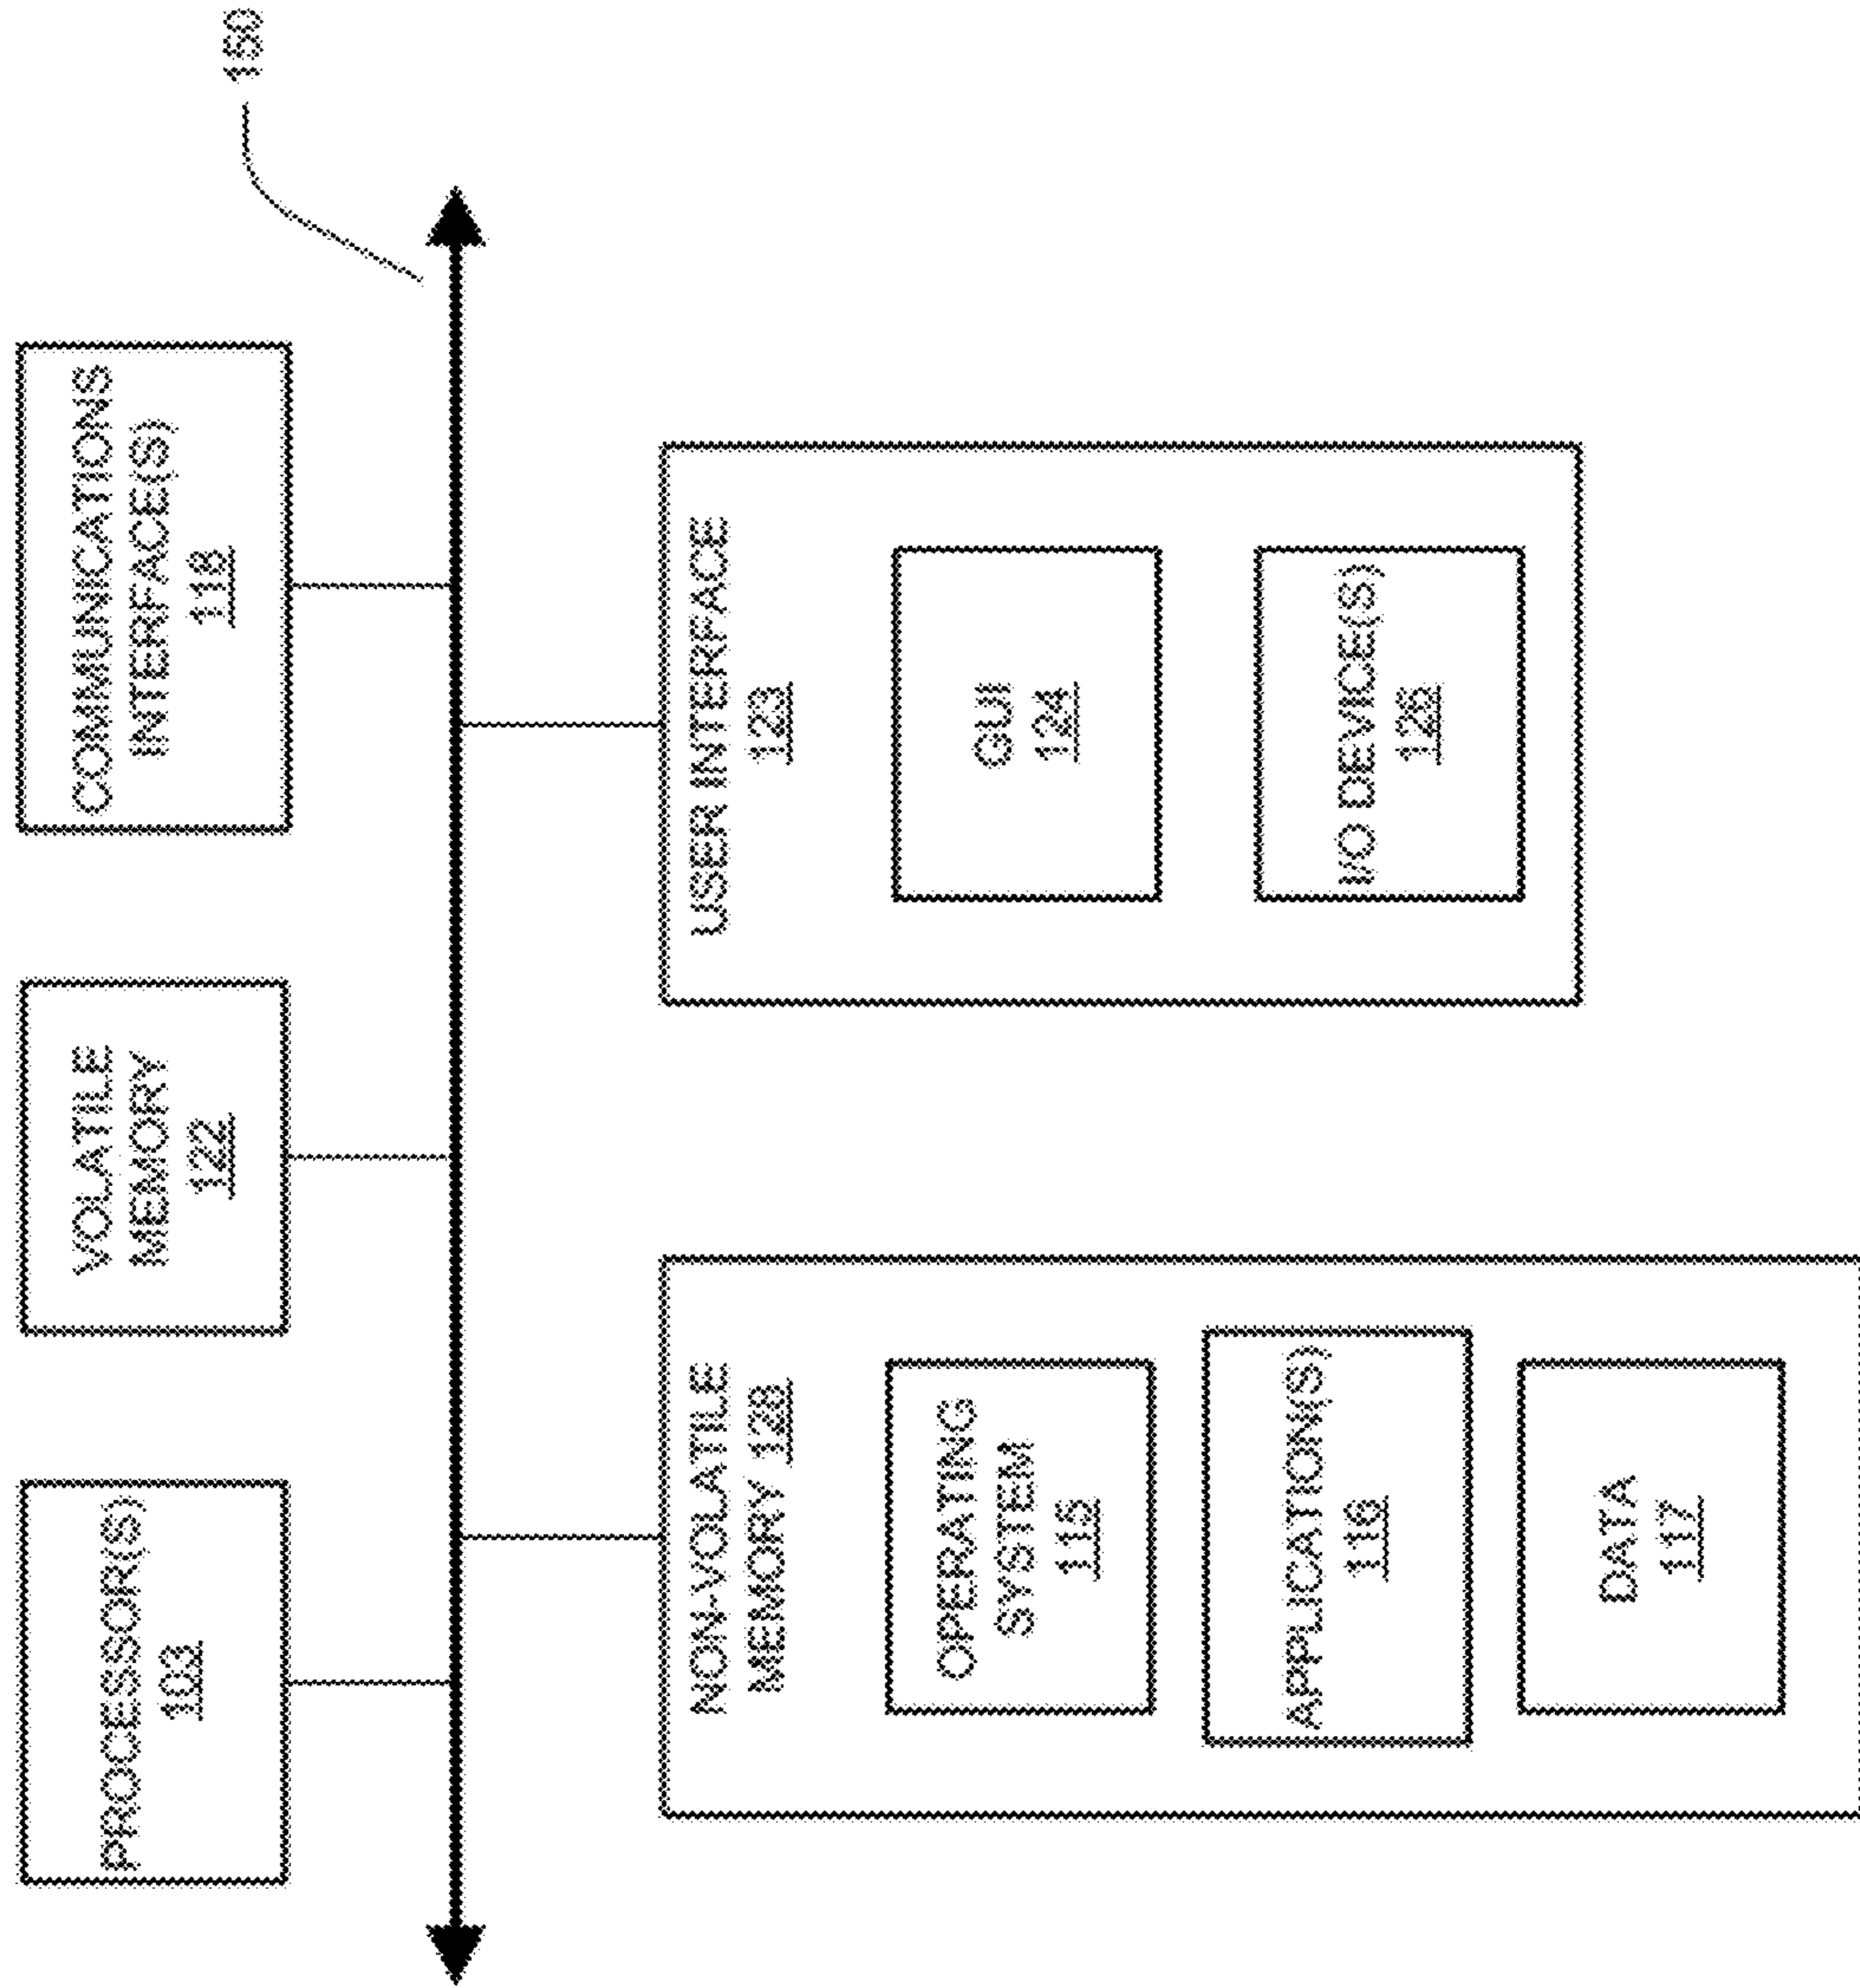 150
PROCESSOR(S)
103
VOLATILE
MEMORY
122
COMMUNICATIONS
INTERFACE(S)
118
NON-VOLATILE
MEMORY 128
OPERATING
SYSTEM
115
APPLICATION(S)
116
DATA
117
USER INTERFACE
123
GUI
124
I/O DEVICE(S)
126